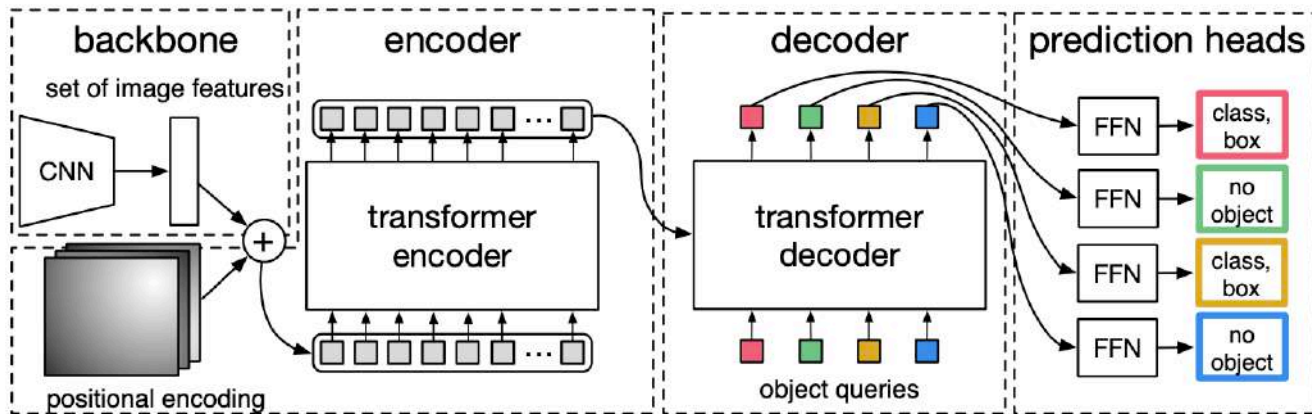 backbone
set of image features
CNN
+
positional encoding
encoder
...
transformer
encoder
...
decoder
transformer
decoder
object queries
prediction heads
FFN
class,
box
FFN
no
object
FFN
class,
box
FFN
no
object